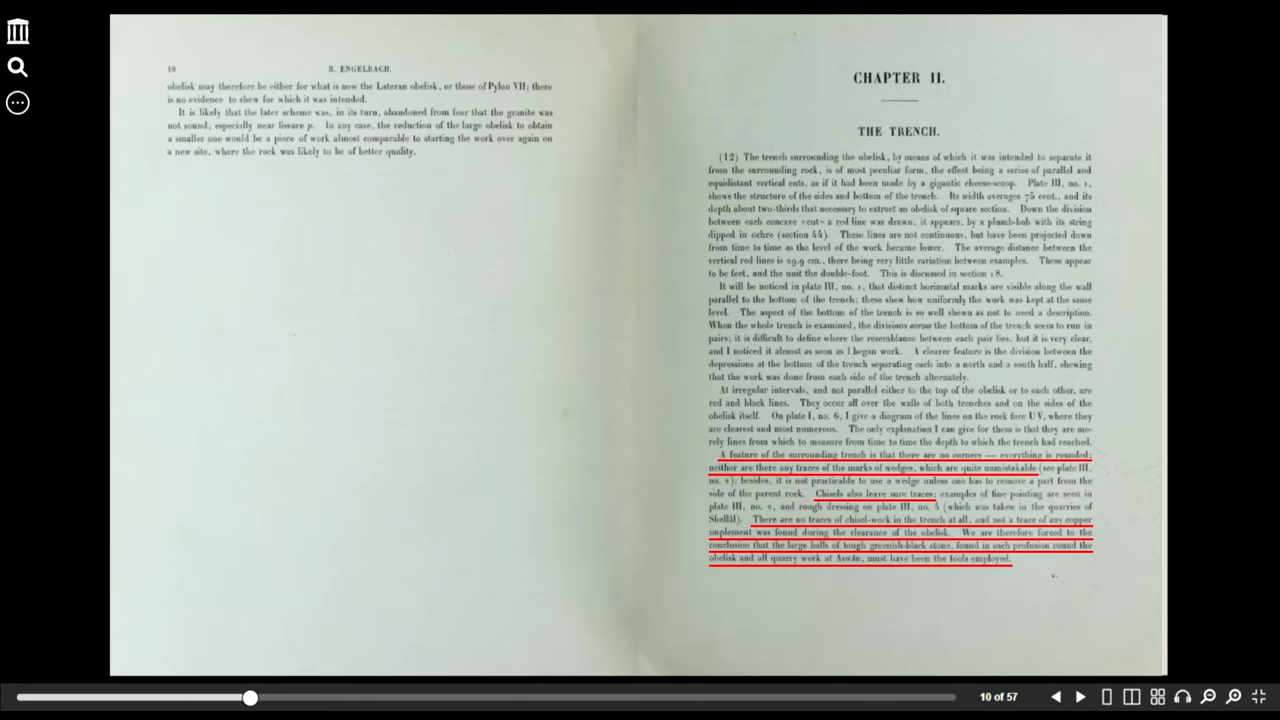 10
R. ENGELBACH.
obelisk may therefore be either for what is now the Lateran obelisk, or those of Pylon VII; there
is no evidence to shew for which it was intended.
It is likely that the later scheme was, in its turn, abandoned from fear that the granite was
not sound, especially near fissure p. In any case, the reduction of the large obelisk to obtain
a smaller one would be a piece of work almost comparable to starting the work over again on
a new site, where the rock was likely to be of better quality.
CHAPTER II.
THE TRENCH.
(12) The trench surrounding the obelisk, by means of which it was intended to separate it
from the surrounding rock, is of most peculiar form, the effect being a series of parallel and
equidistant vertical cuts, as if it had been made by a gigantic cheese-scoop. Plate III, no. 1,
shows the structure of the sides and bottom of the trench. Its width averages 75 cent., and its
depth about two-thirds that necessary to extract an obelisk of square section. Down the division
between each concave «cut» a red line was drawn, it appears, by a plumb-bob with its string
dipped in ochre (section 44). These lines are not continuous, but have been projected down
from time to time as the level of the work became lower. The average distance between the
vertical red lines is 29.9 cm., there being very little variation between examples. These appear
to be feet, and the unit the double-foot. This is discussed in section 18.
It will be noticed in plate III, no. 1, that distinct horizontal marks are visible along the wall
parallel to the bottom of the trench; these shew how uniformly the work was kept at the same
level. The aspect of the bottom of the trench is so well shewn as not to need a description.
When the whole trench is examined, the divisions across the bottom of the trench seem to run in
pairs; it is difficult to define where the resemblance between each pair lies, but it is very clear,
and I noticed it almost as soon as I began work. A clearer feature is the division between the
depressions at the bottom of the trench separating each into a north and a south half, shewing
that the work was done from each side of the trench alternately.
At irregular intervals, and not parallel either to the top of the obelisk or to each other, are
red and black lines. They occur all over the walls of both trenches and on the sides of the
obelisk itself. On plate I, no. 6, I give a diagram of the lines on the rock face UV, where they
are clearest and most numerous. The only explanation I can give for them is that they are me-
rely lines from which to measure from time to time the depth to which the trench had reached.
A feature of the surrounding trench is that there are no corners — everything is rounded;
neither are there any traces of the marks of wedges, which are quite unmistakable (see plate III,
no. 2); besides, it is not practicable to use a wedge unless one has to remove a part from the
side of the parent rock. Chisels also leave sure traces; examples of fine pointing are seen in
plate III, no. 2, and rough dressing on plate III, no. 4 (which was taken in the quarries of
Shellâl). There are no traces of chisel-work in the trench at all, and not a trace of any copper
implement was found during the clearance of the obelisk. We are therefore forced to the
conclusion that the large balls of tough greenish-black stone, found in such profusion round the
obelisk and all quarry work at Aswân, must have been the tools employed.
10 of 57